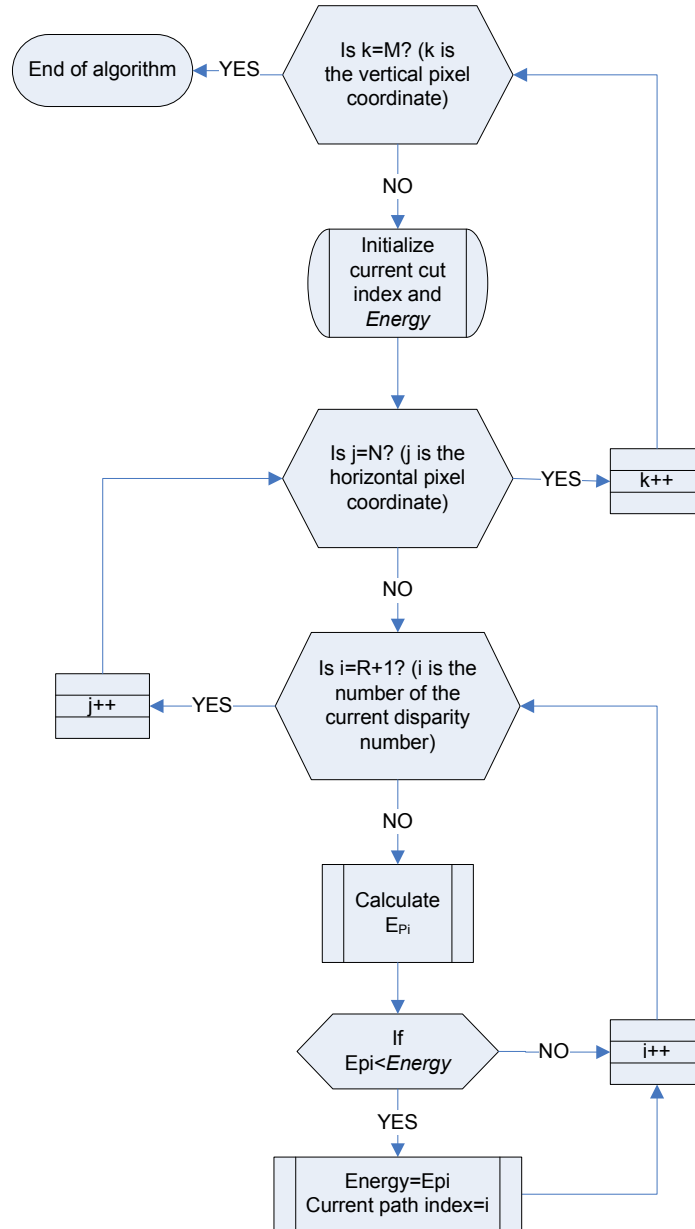 End of algorithm
YES
Is k=M? (k is
the vertical pixel
coordinate)
NO
Initialize
current cut
index and
Energy
Is j=N? (j is the
horizontal pixel
coordinate)
YES
k++
NO
Is i=R+1? (i is the
number of the
current disparity
number)
YES
j++
NO
Calculate
EPi
If
Epi<Energy
NO
i++
YES
Energy=Epi
Current path index=i